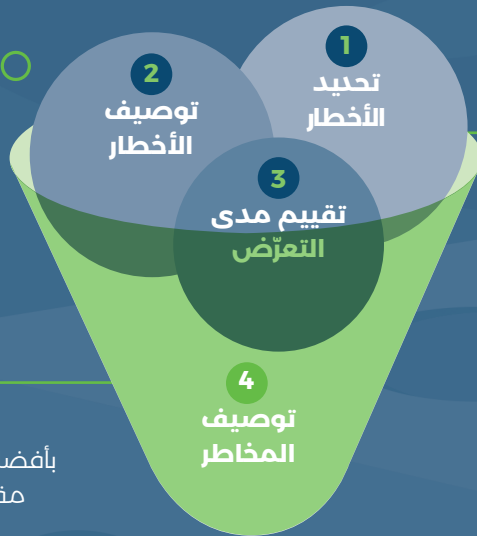 1
تحديد
الأخطار
2
توصيف
الأخطار
3
تقييم مدى
التعرّض
4
توصيف
المخاطر